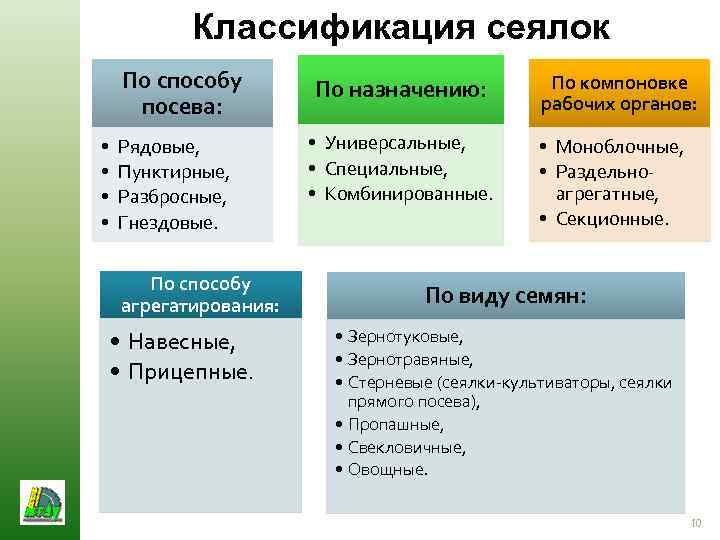 Классификация сеялок
По способу
посева:
• Рядовые,
• Пунктирные,
• Разбросные,
• Гнездовые.
По назначению:
• Универсальные,
• Специальные,
• Комбинированные.
По компоновке
рабочих органов:
• Моноблочные,
• Раздельно-
агрегатные,
• Секционные.
По способу
агрегатирования:
• Навесные,
• Прицепные.
По виду семян:
• Зернотуковые,
• Зернотравяные,
• Стерневые (сеялки-культиваторы, сеялки
прямого посева),
• Пропашные,
• Свекловичные,
• Овощные.
10